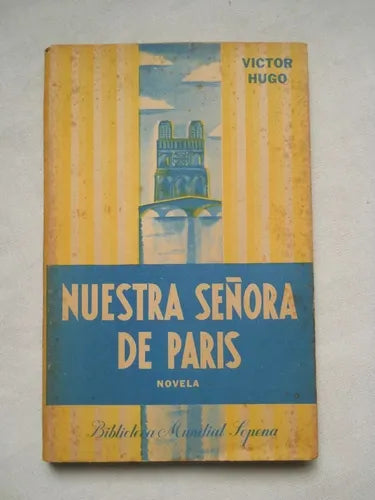 VICTOR
HUGO
NUESTRA SEÑORA
DE PARIS
NOVELA
Biblioteca Mundial Sopena